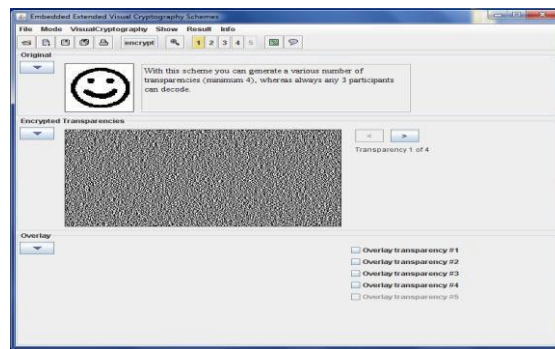 Embedded Extended Visual Cryptography Schemes
File Mode VisualCryptography Show Result Info
encrypt 1 2 3 4 5
Original
With this scheme you can generate a various number of
transparencies (minimum 4), whereas always any 3 participants
can decode.
Encrypted Transparencies
Transparency 1 of 4
Overlay
Overlay transparency #1
Overlay transparency #2
Overlay transparency #3
Overlay transparency #4
Overlay transparency #5